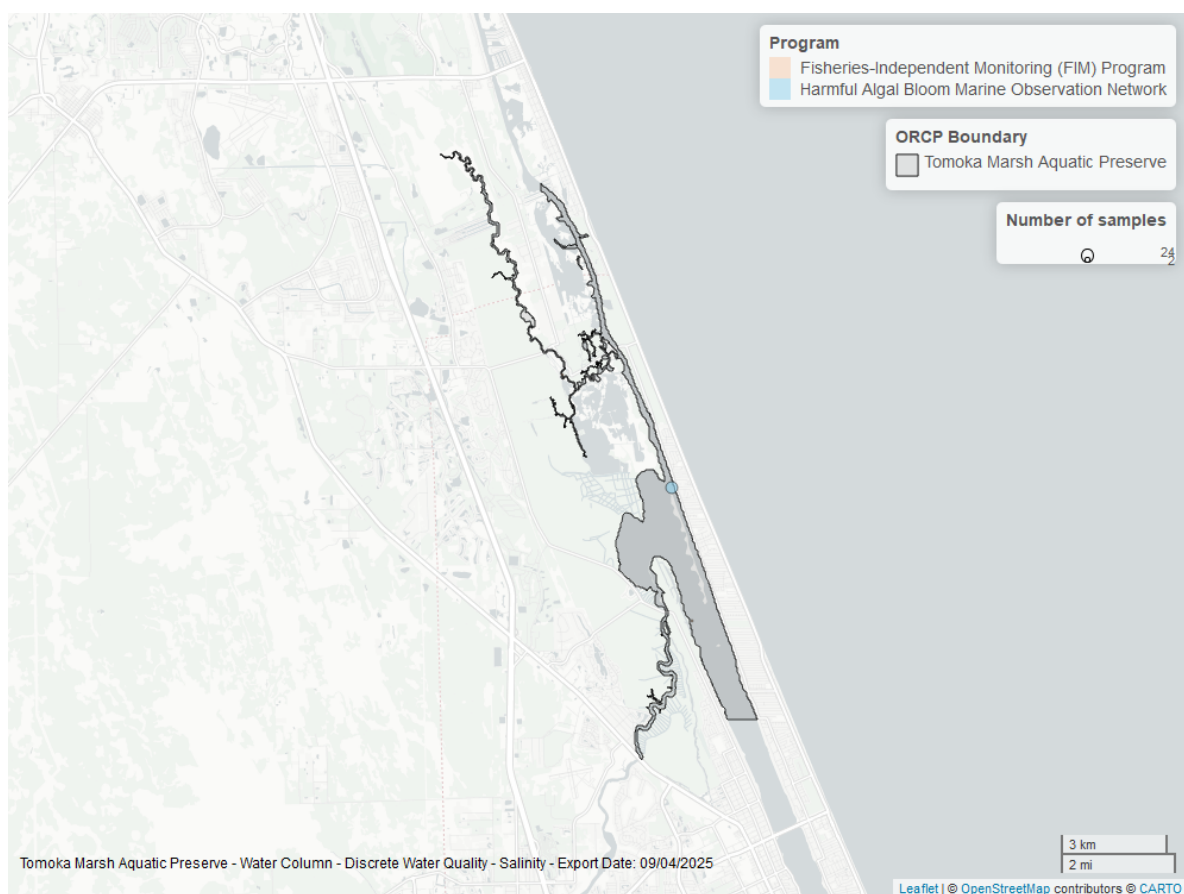 Program
Fisheries-Independent Monitoring (FIM) Program
Harmful Algal Bloom Marine Observation Network
ORCP Boundary
Tomoka Marsh Aquatic Preserve
Number of samples
24
2
3 km
2 mi
Tomoka Marsh Aquatic Preserve - Water Column - Discrete Water Quality - Salinity - Export Date: 09/04/2025
Leaflet | © OpenStreetMap contributors © CARTO